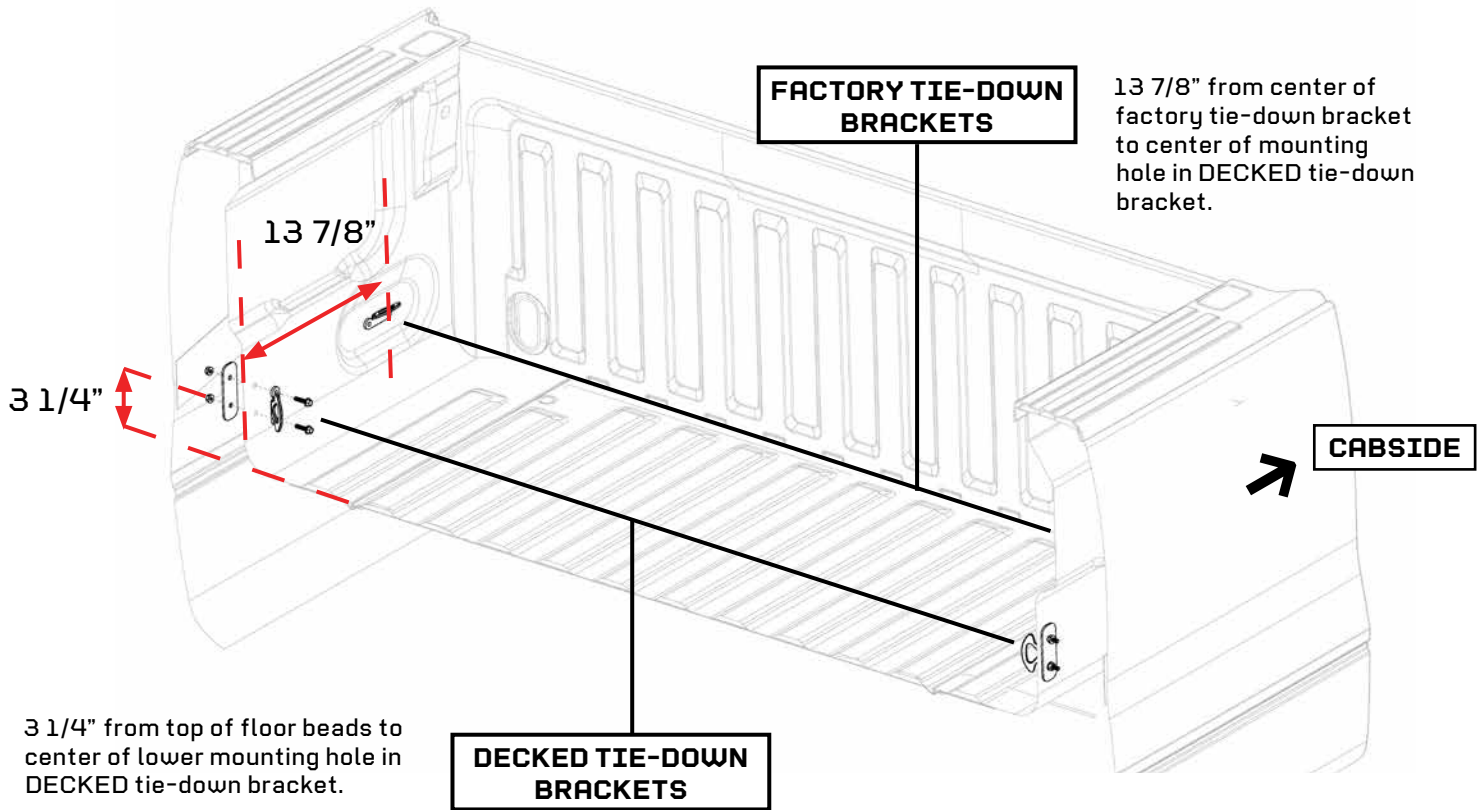 FACTORY TIE-DOWN
BRACKETS
13 7/8” from center of
factory tie-down bracket
to center of mounting
hole in DECKED tie-down
bracket.
13 7/8”
3 1/4”
CABSIDE
3 1/4” from top of floor beads to
center of lower mounting hole in
DECKED tie-down bracket.
DECKED TIE-DOWN
BRACKETS